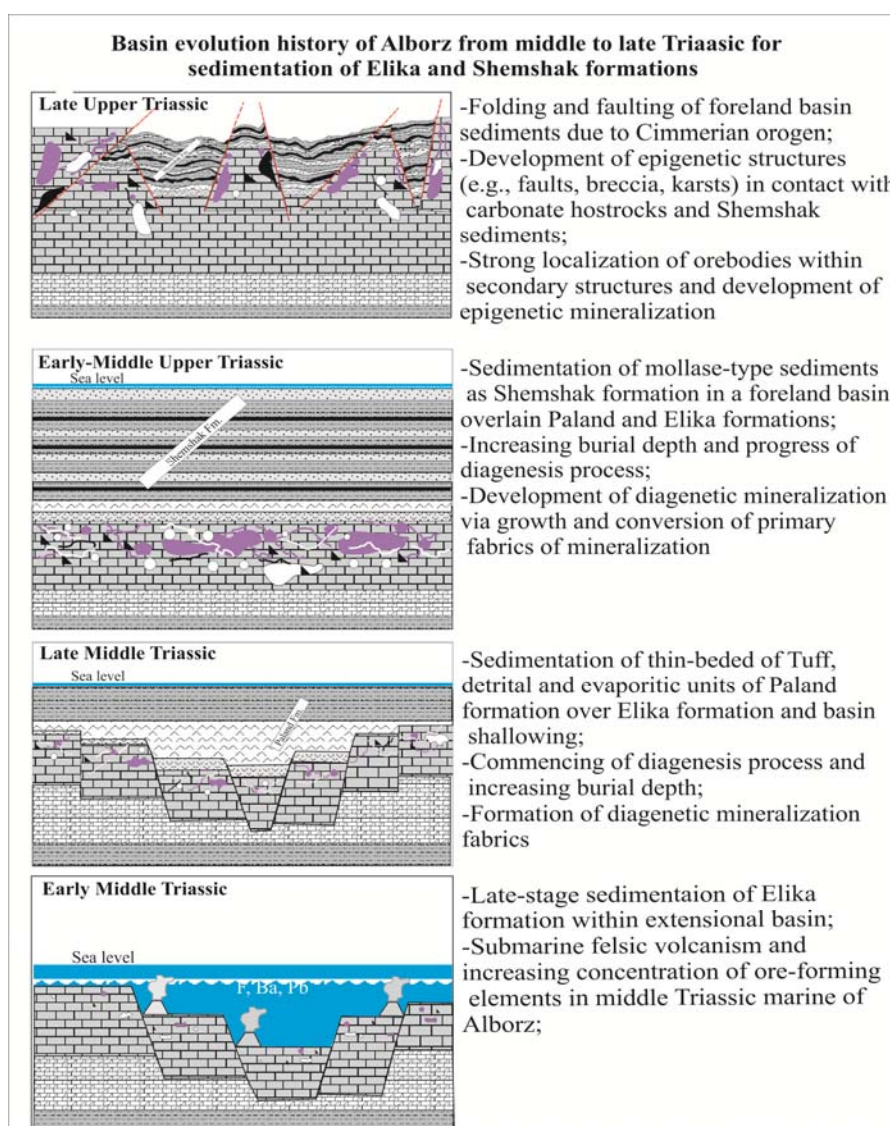 Basin evolution history of Alborz from middle to late Triaasic for
sedimentation of Elika and Shemshak formations
Late Upper Triassic
-Folding and faulting of foreland basin
sediments due to Cimmerian orogen;
-Development of epigenetic structures
(e.g., faults, breccia, karsts) in contact with
carbonate hostrocks and Shemshak
sediments;
-Strong localization of orebodies within
secondary structures and development of
epigenetic mineralization
Early-Middle Upper Triassic
Sea level
Shemshak Fm.
-Sedimentation of mollase-type sediments
as Shemshak formation in a foreland basin
overlain Paland and Elika formations;
-Increasing burial depth and progress of
diagenesis process;
-Development of diagenetic mineralization
via growth and conversion of primary
fabrics of mineralization
Late Middle Triassic
Sea level
Paland Fm.
-Sedimentation of thin-beded of Tuff,
detrital and evaporitic units of Paland
formation over Elika formation and basin
shallowing;
-Commencing of diagenesis process and
increasing burial depth;
-Formation of diagenetic mineralization
fabrics
Early Middle Triassic
Sea level
F, Ba, Pb
-Late-stage sedimentaion of Elika
formation within extensional basin;
-Submarine felsic volcanism and
increasing concentration of ore-forming
elements in middle Triassic marine of
Alborz;